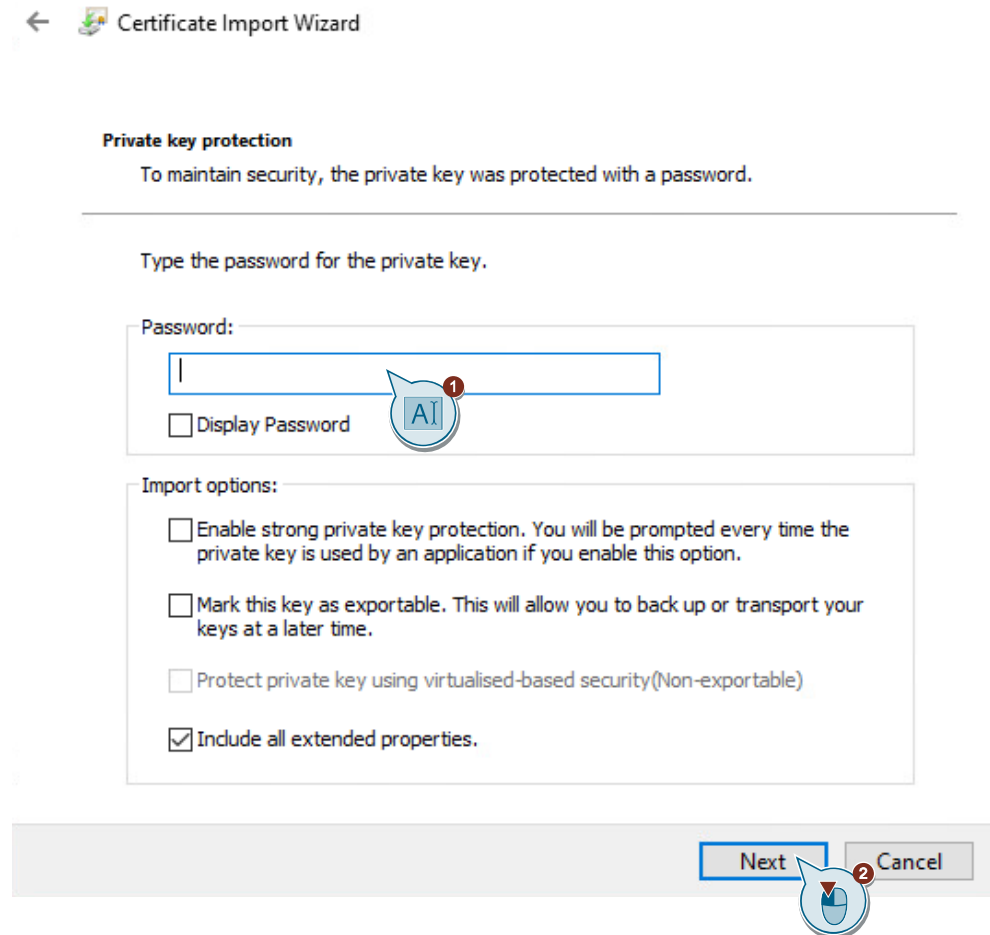 Certificate Import Wizard
Private key protection
To maintain security, the private key was protected with a password.
Type the password for the private key.
Password:
1
AI
Display Password
Import options:
Enable strong private key protection. You will be prompted every time the
private key is used by an application if you enable this option.
Mark this key as exportable. This will allow you to back up or transport your
keys at a later time.
Protect private key using virtualised-based security(Non-exportable)
Include all extended properties.
Next
Cancel
2